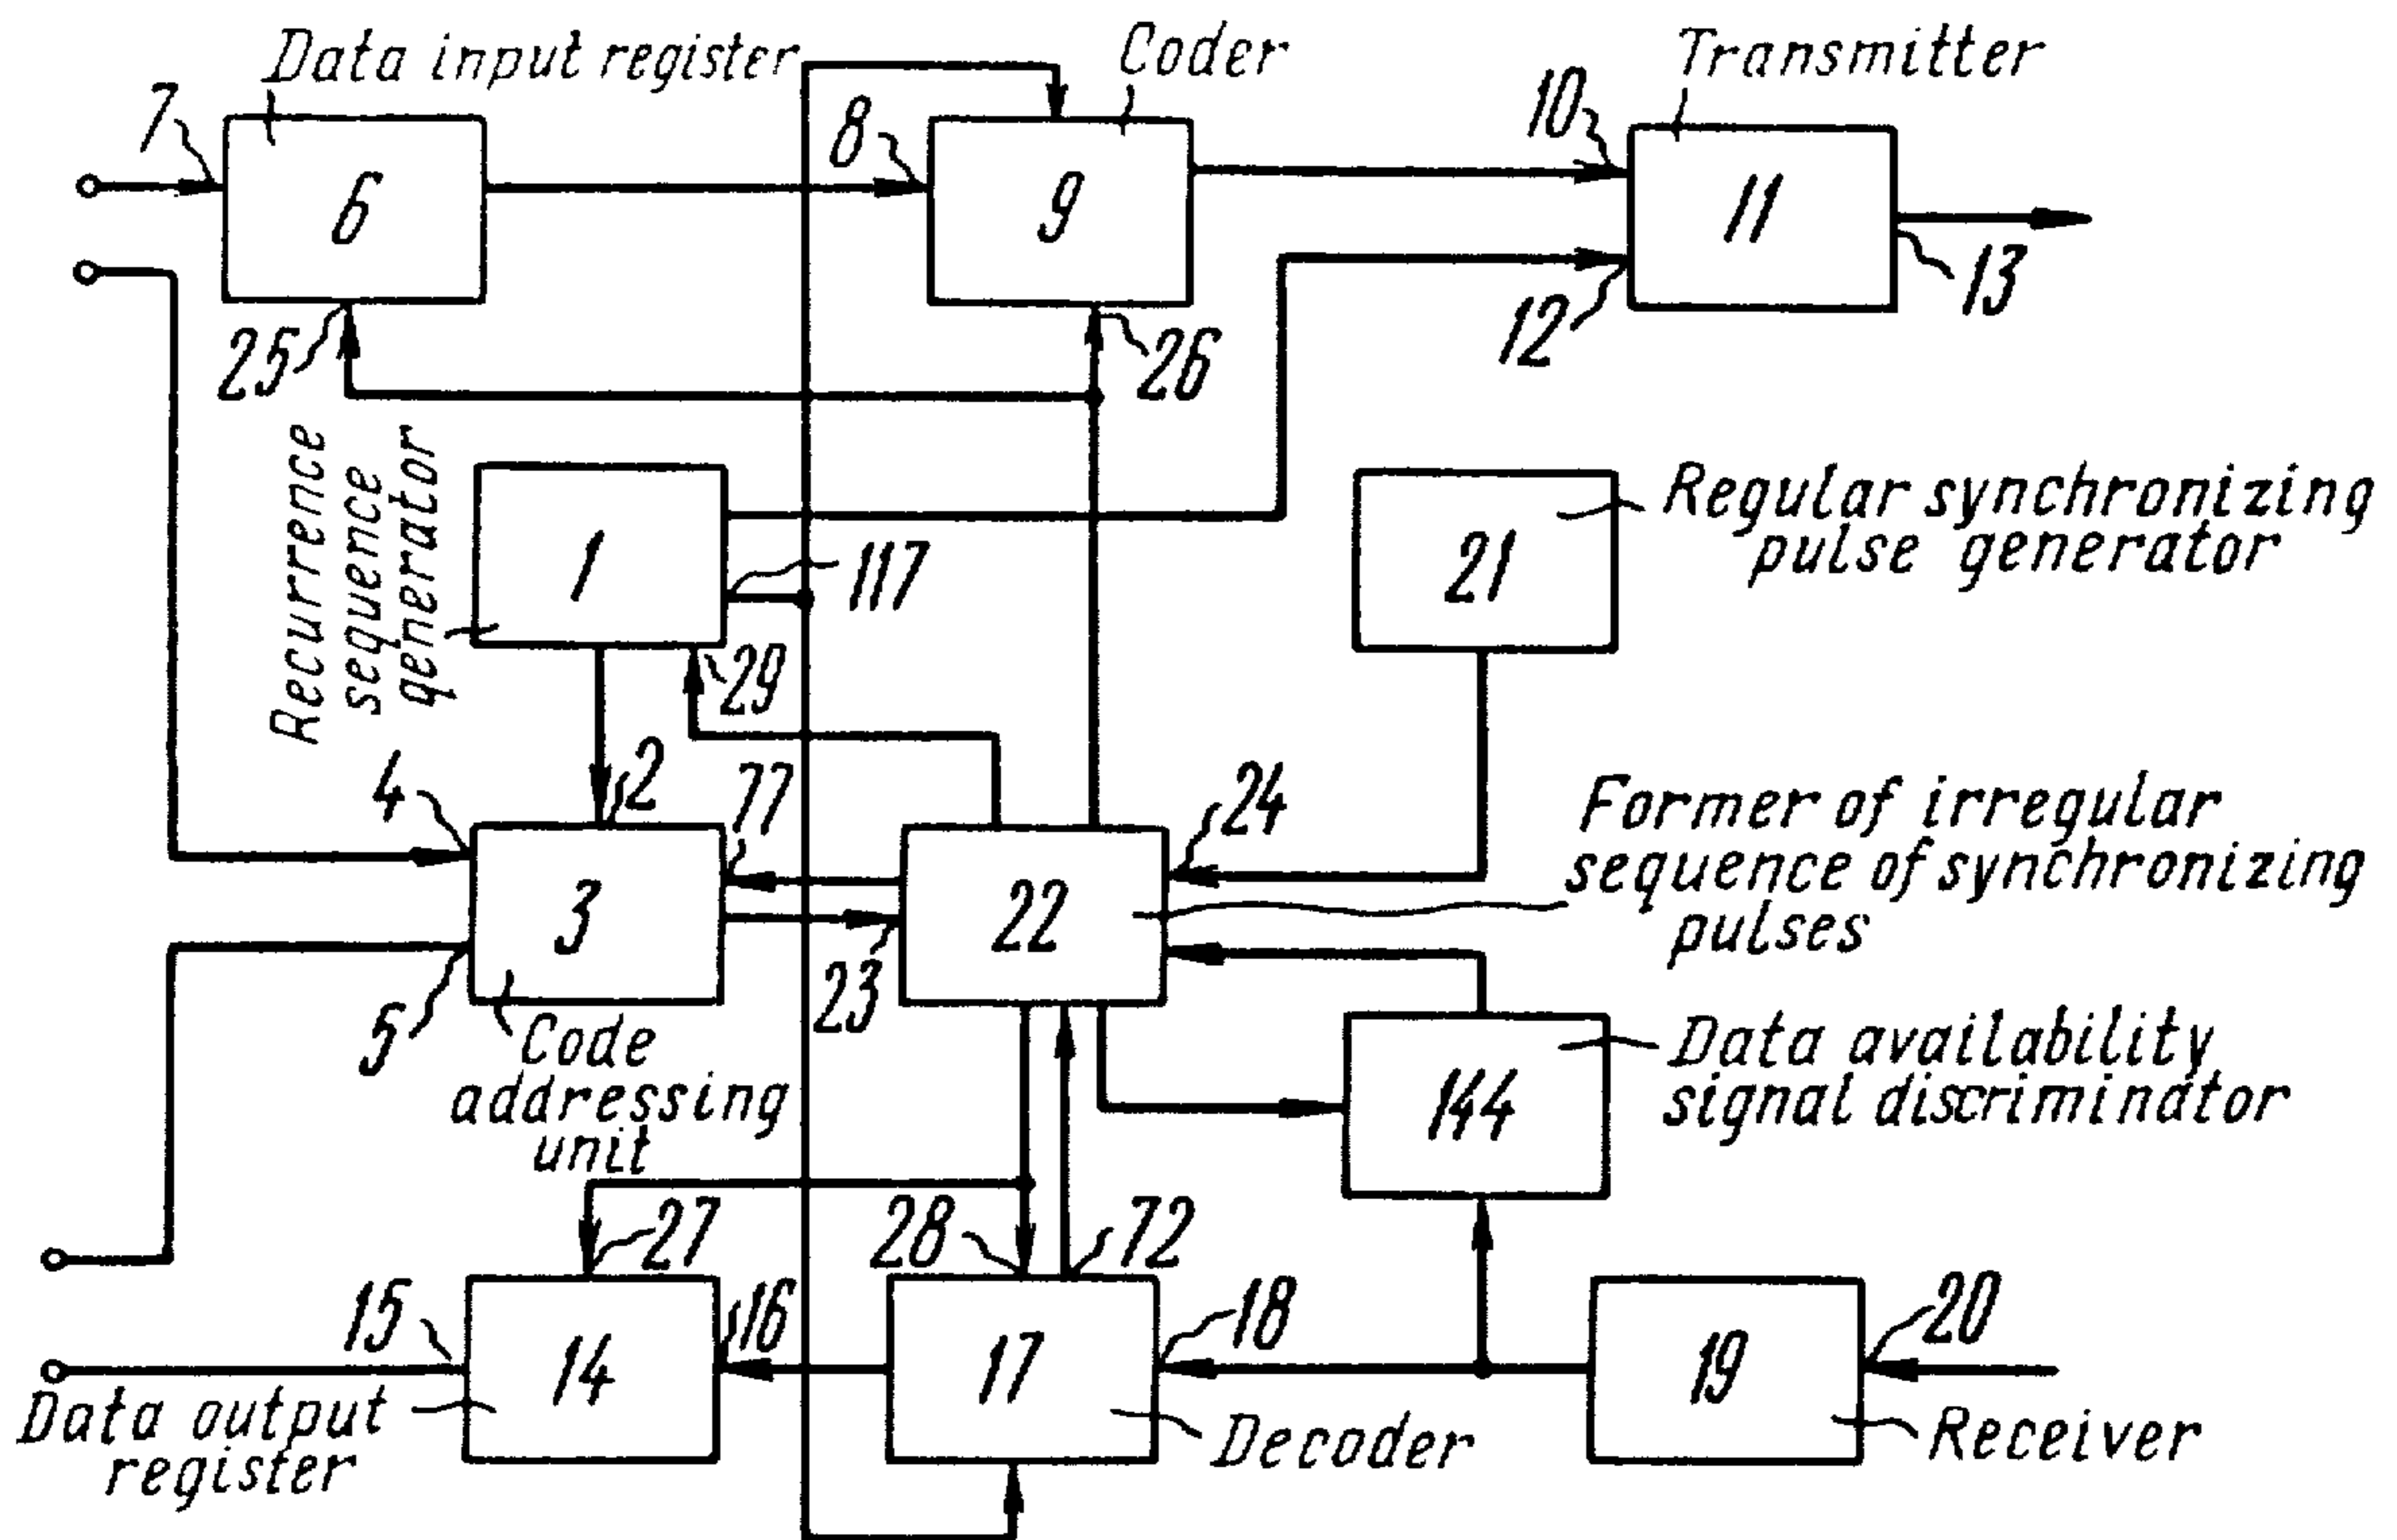 Data input register
Coder
Transmitter
7
6
8
9
10
11
12
13
25
26
Recurrence
sequence
generator
1
117
29
21
Regular synchronizing
pulse generator
4
2
77
24
3
22
23
5
Former of irregular
sequence of synchronizing
pulses
Code
addressing
unit
144
Data availability
signal discriminator
27
28
72
15
14
16
17
18
19
20
Data output
register
Decoder
Receiver